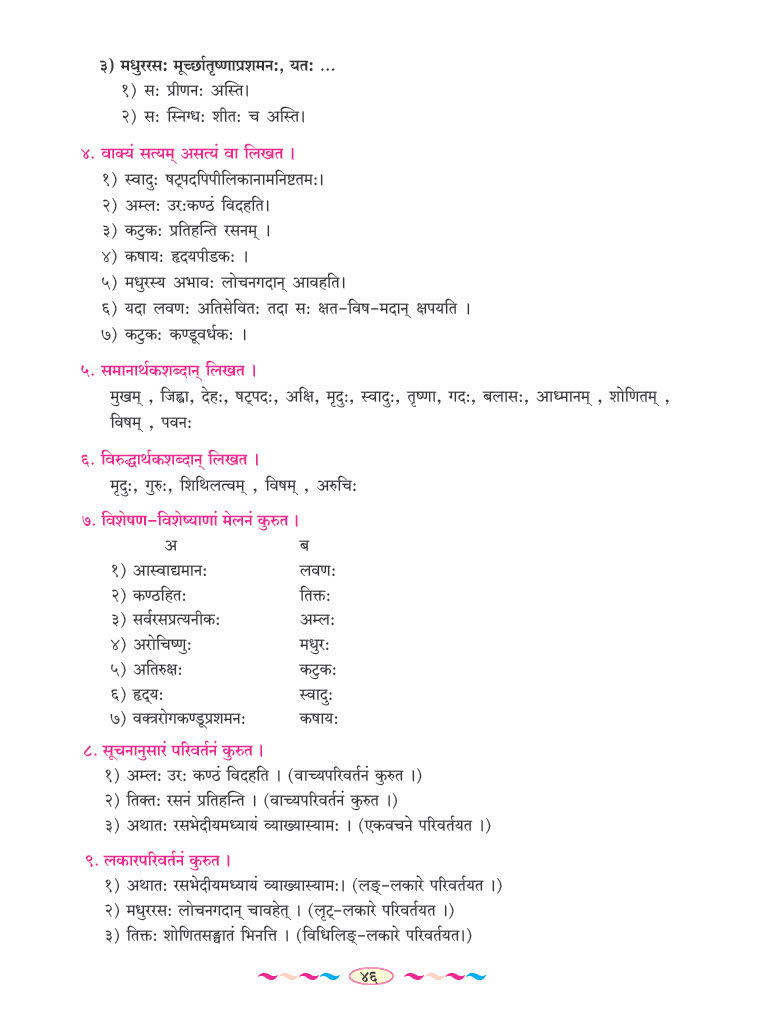 ३) मधुररसः मूर्च्छातृष्णाप्रशमनः, यतः ...
१) सः प्रीणनः अस्ति।
२) सः स्निग्धः शीतः च अस्ति।
४. वाक्यं सत्यम् असत्यं वा लिखत ।
१) स्वादुः षट्पदपिपीलिकानामनिष्टतमः।
२) अम्लः उरःकण्ठं विदहति।
३) कटुकः प्रतिहन्ति रसनम् ।
४) कषायः हृदयपीडकः ।
५) मधुरस्य अभावः लोचनगदान् आवहति।
६) यदा लवणः अतिसेवितः तदा सः क्षत-विष-मदान् क्षपयति ।
७) कटुकः कण्डूवर्धकः ।
५. समानार्थकशब्दान् लिखत ।
मुखम् , जिह्वा, देहः, षट्पदः, अक्षि, मृदुः, स्वादुः, तृष्णा, गदः, बलासः, आध्मानम् , शोणितम् ,
विषम् , पवनः
६. विरुद्धार्थकशब्दान् लिखत ।
मृदुः, गुरुः, शिथिलत्वम् , विषम् , अरुचिः
७. विशेषण-विशेष्याणां मेलनं कुरुत ।
अ ब
१) आस्वाद्यमानः लवणः
२) कण्ठहितः तिक्तः
३) सर्वरसप्रत्यनीकः अम्लः
४) अरोचिष्णुः मधुरः
५) अतिरुक्षः कटुकः
६) हृद्यः स्वादुः
७) वक्त्ररोगकण्डूप्रशमनः कषायः
८. सूचनानुसारं परिवर्तनं कुरुत ।
१) अम्लः उरः कण्ठं विदहति । (वाच्यपरिवर्तनं कुरुत ।)
२) तिक्तः रसनं प्रतिहन्ति । (वाच्यपरिवर्तनं कुरुत ।)
३) अथातः रसभेदीयमध्यायं व्याख्यास्यामः । (एकवचने परिवर्तयत ।)
९. लकारपरिवर्तनं कुरुत ।
१) अथातः रसभेदीयमध्यायं व्याख्यास्यामः। (लङ्-लकारे परिवर्तयत ।)
२) मधुररसः लोचनगदान् चावहेत् । (लृट्-लकारे परिवर्तयत ।)
३) तिक्तः शोणितसङ्घातं भिनत्ति । (विधिलिङ्-लकारे परिवर्तयत।)
४६